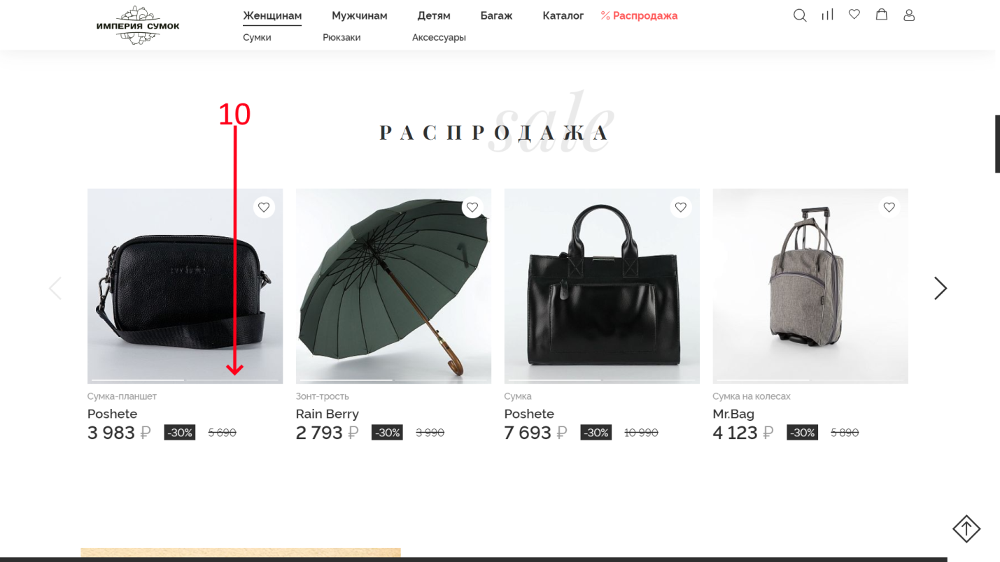 Женщинам Мужчинам Детям Багаж Каталог % Распродажа
ИМПЕРИЯ СУМОК
Сумки Рюкзаки Аксессуары
10
sale
РАСПРОДАЖА
poshete
Сумка-планшет Зонт-трость Сумка Сумка на колесах
Poshete Rain Berry Poshete Mr.Bag
3 983 ₽ -30% 5 690 2 793 ₽ -30% 3 990 7 693 ₽ -30% 10 990 4 123 ₽ -30% 5 890